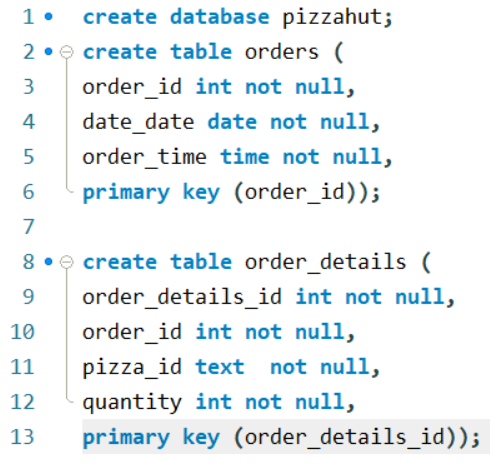 1 create database pizzahut;
2 create table orders (
3 order_id int not null,
4 date_date date not null,
5 order_time time not null,
6 primary key (order_id));
7
8 create table order_details (
9 order_details_id int not null,
10 order_id int not null,
11 pizza_id text  not null,
12 quantity int not null,
13 primary key (order_details_id));